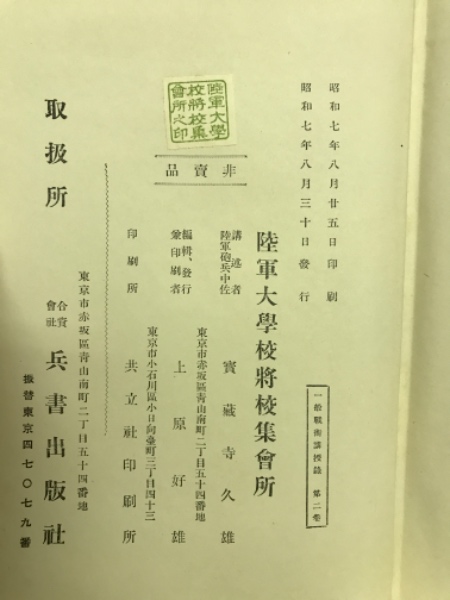 昭和七年八月廿五日印刷
昭和七年八月三十日發行
一般戰術講授錄 第二卷
陸軍大學校將校集會所
非賣品
講述者
陸軍砲兵中佐
寳藏寺久雄
東京市赤坂區青山南町二丁目五十四番地
編輯、發行
兼印刷者
上原好雄
東京市小石川區小日向臺町三丁目四十三
印刷所
共立社印刷所
陸軍大學
校將校集
會所之印
取扱所
東京市赤坂區青山南町二丁目五十四番地
合資
會社
兵書出版社
振替東京四七〇七九番